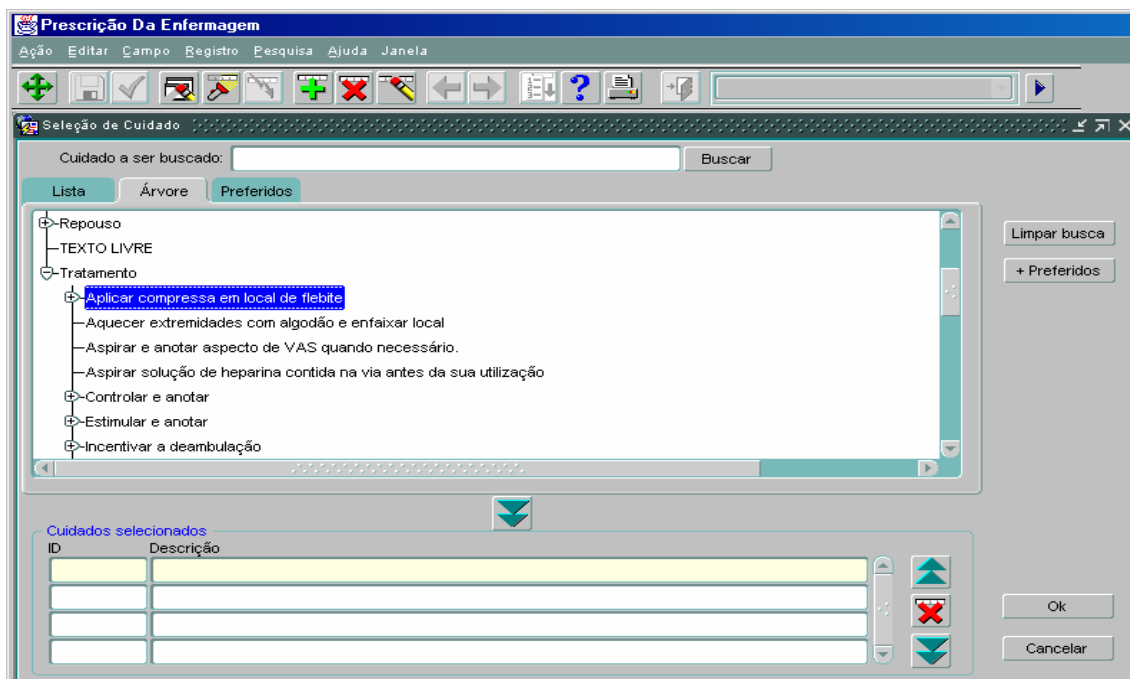 Prescrição Da Enfermagem
Ação Editar Campo Registro Pesquisa Ajuda Janela
Seleção de Cuidado
Cuidado a ser buscado: Buscar
Lista Árvore Preferidos
Repouso
TEXTO LIVRE
Tratamento
Aplicar compressa em local de flebite
Aquecer extremidades com algodão e enfaixar local
Aspirar e anotar aspecto de VAS quando necessário.
Aspirar solução de heparina contida na via antes da sua utilização
Controlar e anotar
Estimular e anotar
Incentivar a deambulação
Limpar busca
+ Preferidos
Cuidados selecionados
ID Descrição
Ok
Cancelar